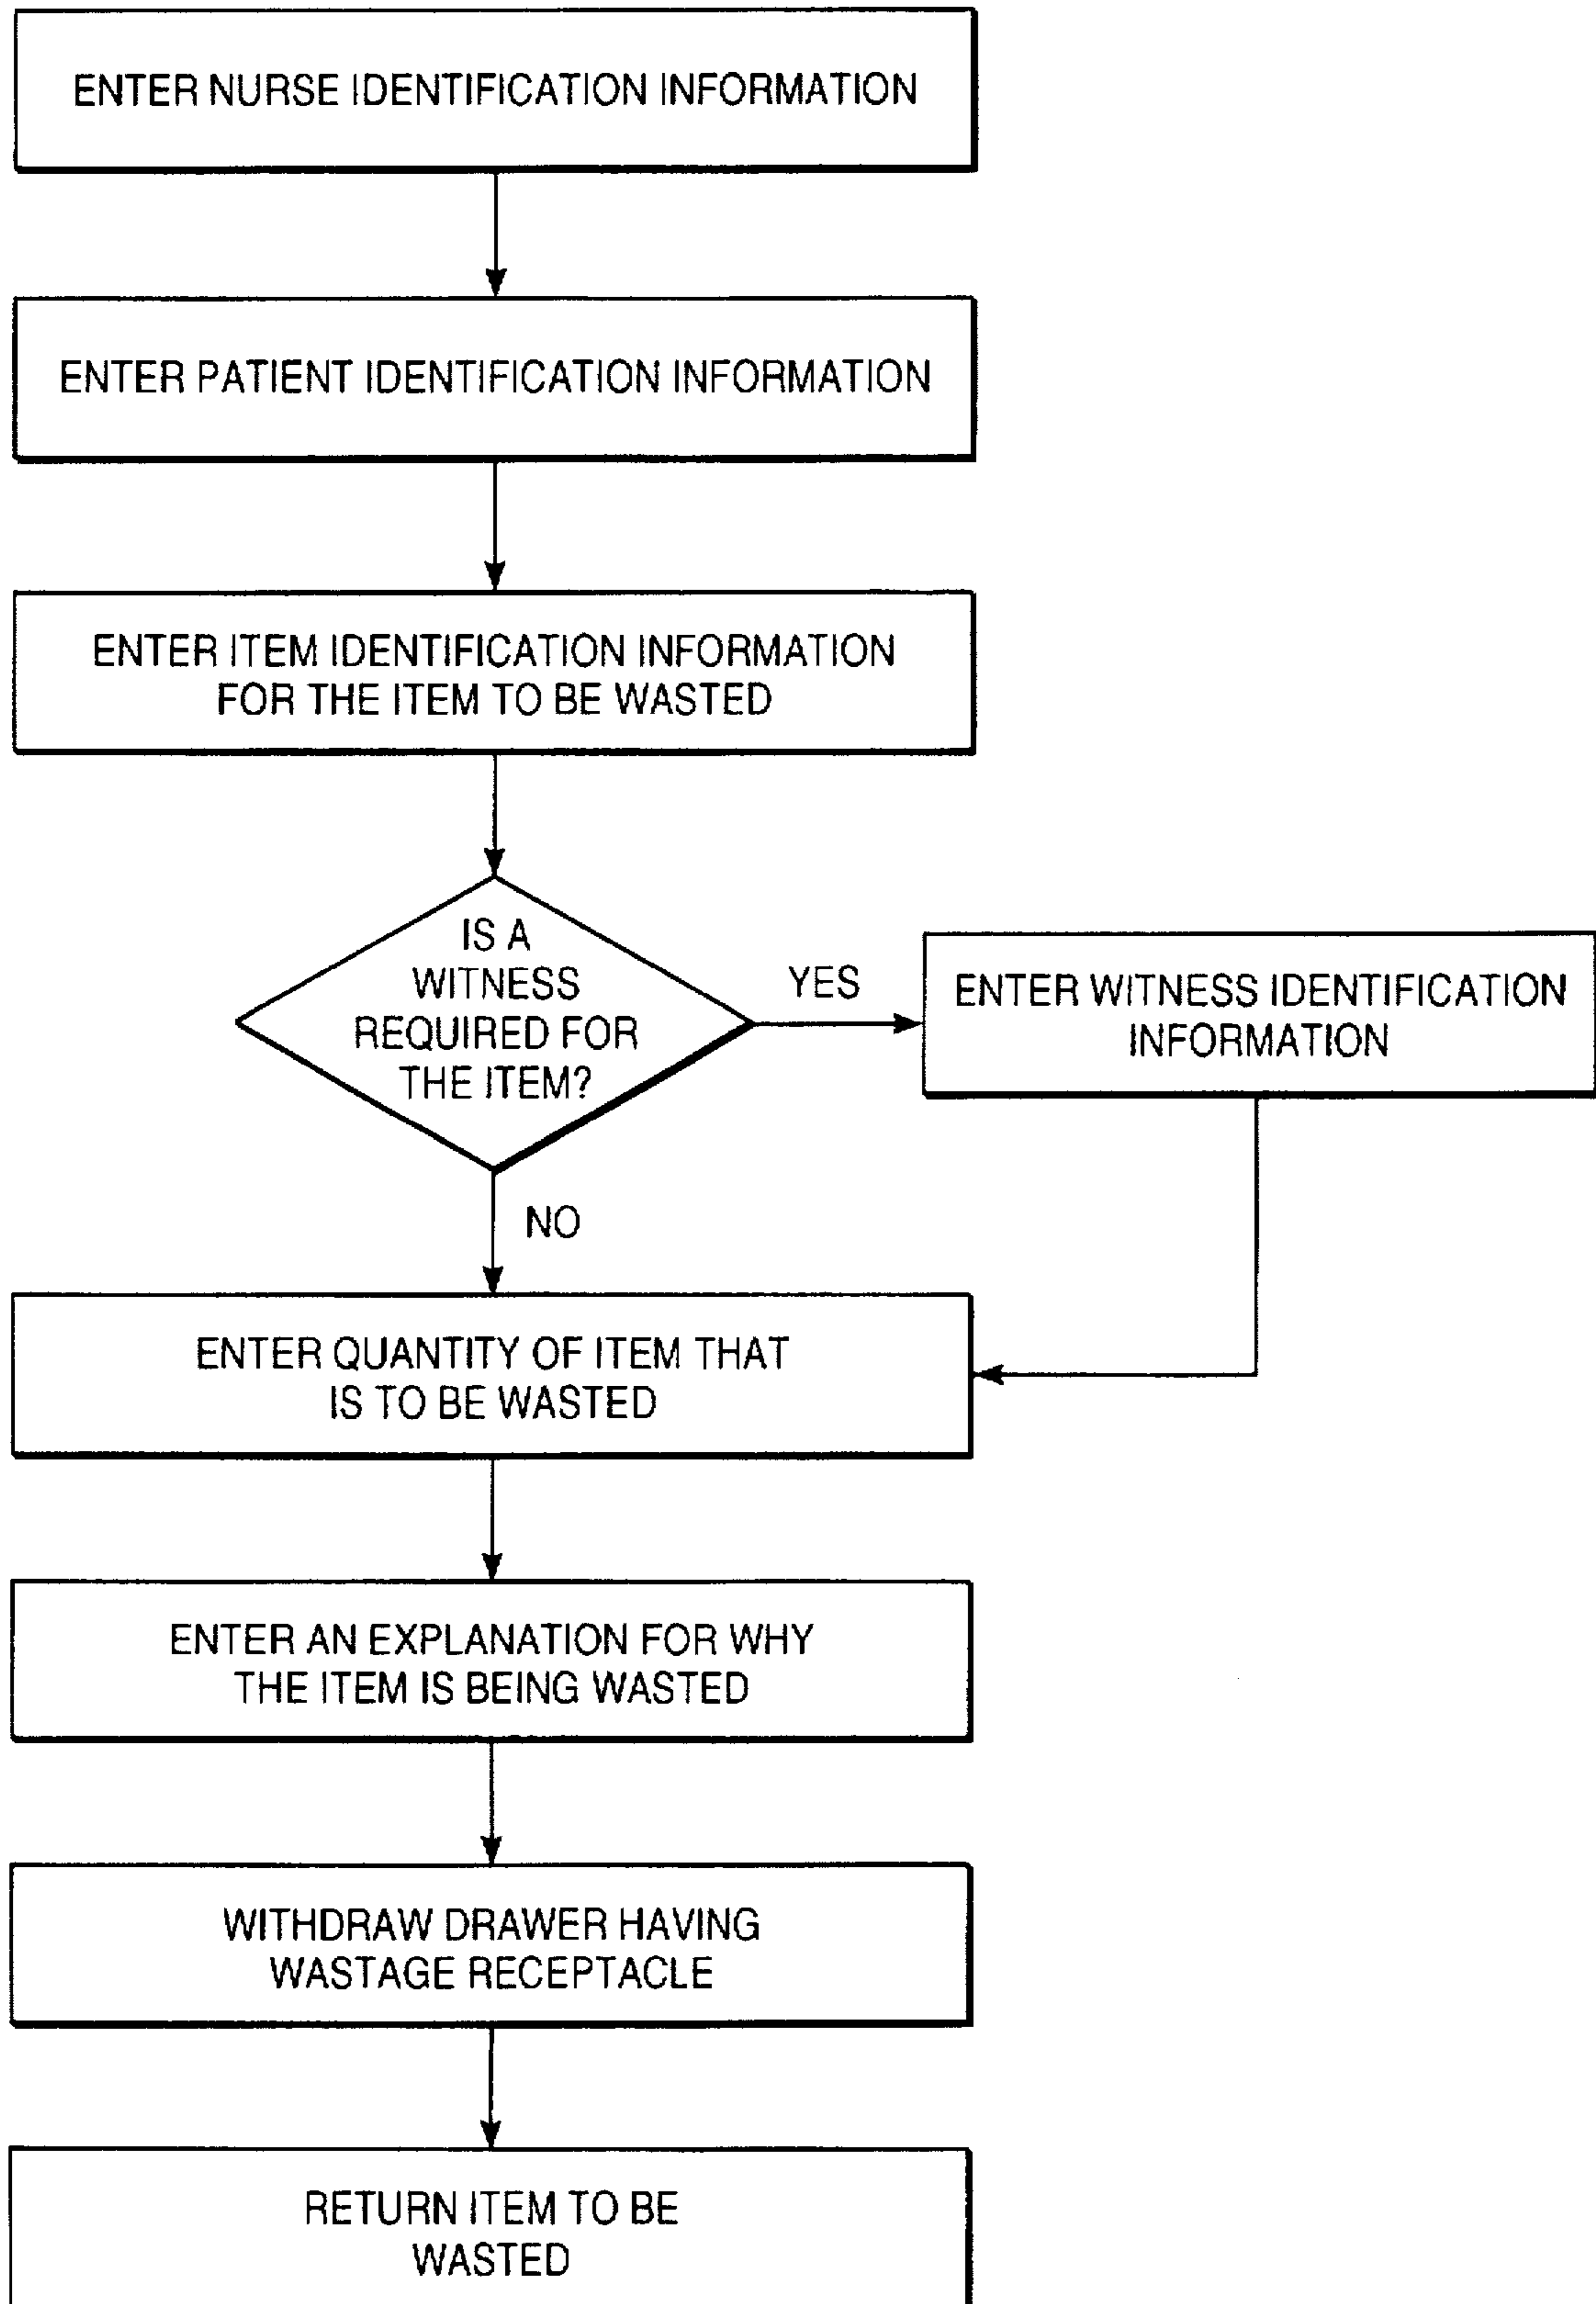 ENTER NURSE IDENTIFICATION INFORMATION
ENTER PATIENT IDENTIFICATION INFORMATION
ENTER ITEM IDENTIFICATION INFORMATION
FOR THE ITEM TO BE WASTED
IS A
WITNESS
REQUIRED FOR
THE ITEM?
YES
ENTER WITNESS IDENTIFICATION
INFORMATION
NO
ENTER QUANTITY OF ITEM THAT
IS TO BE WASTED
ENTER AN EXPLANATION FOR WHY
THE ITEM IS BEING WASTED
WITHDRAW DRAWER HAVING
WASTAGE RECEPTACLE
RETURN ITEM TO BE
WASTED